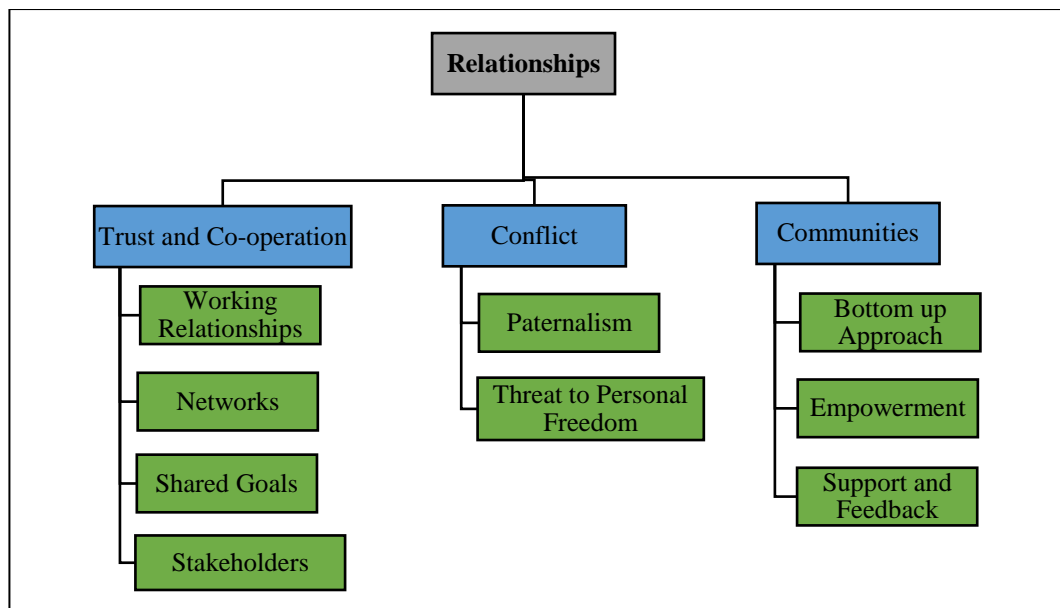 Relationships
Trust and Co-operation
Working
Relationships
Networks
Shared Goals
Stakeholders
Conflict
Paternalism
Threat to Personal
Freedom
Communities
Bottom up
Approach
Empowerment
Support and
Feedback